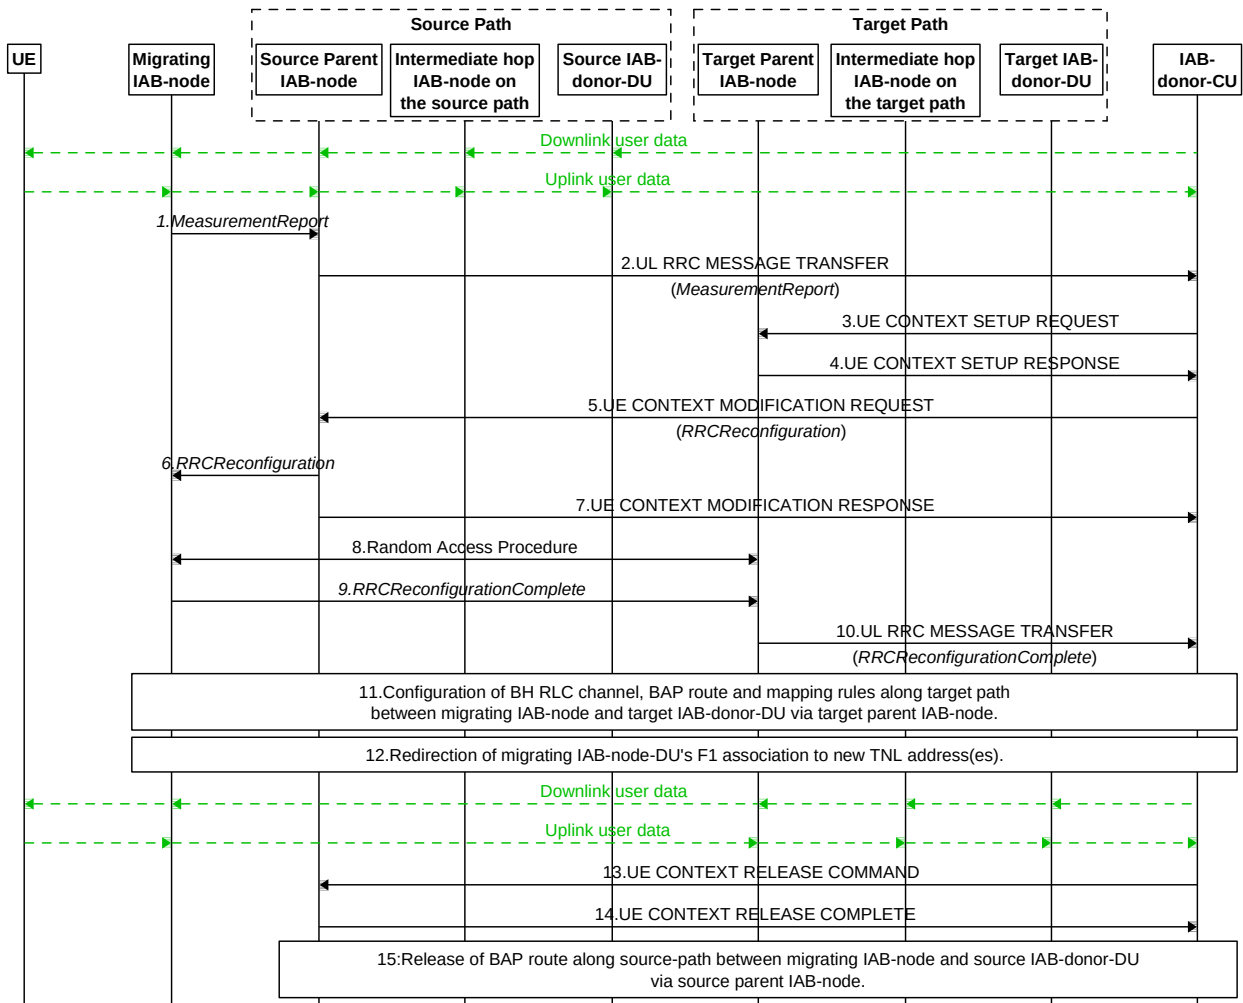 Source Path
Target Path
UE
Migrating
IAB-node
Source Parent
IAB-node
Intermediate hop
IAB-node on
the source path
Source IAB-
donor-DU
Target Parent
IAB-node
Intermediate hop
IAB-node on
the target path
Target IAB-
donor-DU
IAB-
donor-CU
Downlink user data
Uplink user data
1.MeasurementReport
2.UL RRC MESSAGE TRANSFER
(MeasurementReport)
3.UE CONTEXT SETUP REQUEST
4.UE CONTEXT SETUP RESPONSE
5.UE CONTEXT MODIFICATION REQUEST
(RRCReconfiguration)
6.RRCReconfiguration
7.UE CONTEXT MODIFICATION RESPONSE
8.Random Access Procedure
9.RRCReconfigurationComplete
10.UL RRC MESSAGE TRANSFER
(RRCReconfigurationComplete)
11.Configuration of BH RLC channel, BAP route and mapping rules along target path
between migrating IAB-node and target IAB-donor-DU via target parent IAB-node.
12.Redirection of migrating IAB-node-DU's F1 association to new TNL address(es).
Downlink user data
Uplink user data
13.UE CONTEXT RELEASE COMMAND
14.UE CONTEXT RELEASE COMPLETE
15:Release of BAP route along source-path between migrating IAB-node and source IAB-donor-DU
via source parent IAB-node.